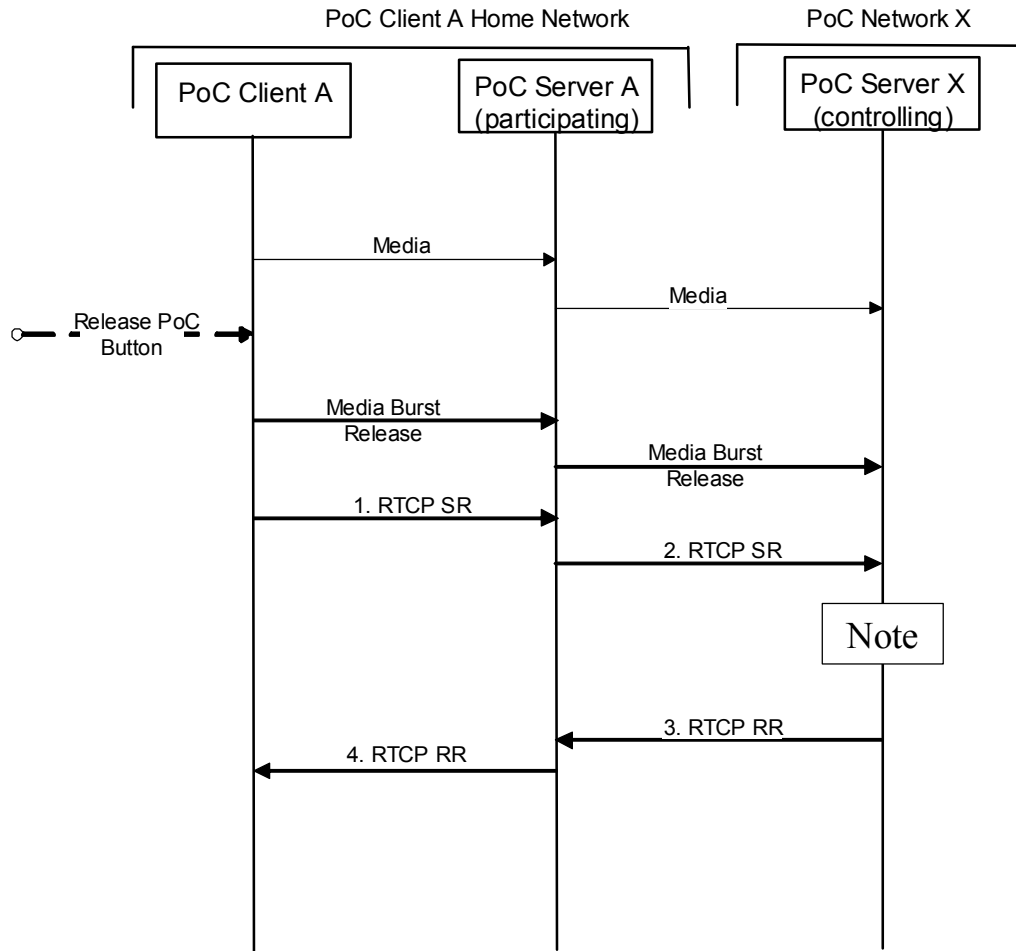 PoC Client A Home Network
PoC Network X
PoC Client A
PoC Server A
(participating)
PoC Server X
(controlling)
Media
Media
Release PoC
Button
Media Burst
Release
Media Burst
Release
1. RTCP SR
2. RTCP SR
Note
3. RTCP RR
4. RTCP RR